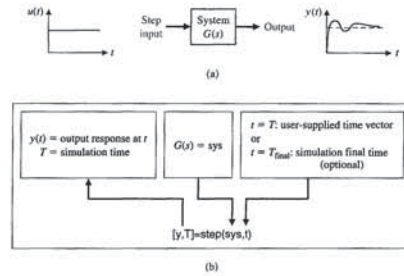 u(t)
t
Step
input
System
G(s)
Output
y(t)
t
(a)
y(t) = output response at t
T = simulation time
G(s) = sys
t = T: user-supplied time vector
or
t = Tfinal: simulation final time
(optional)
[y,T]=step(sys,t)
(b)